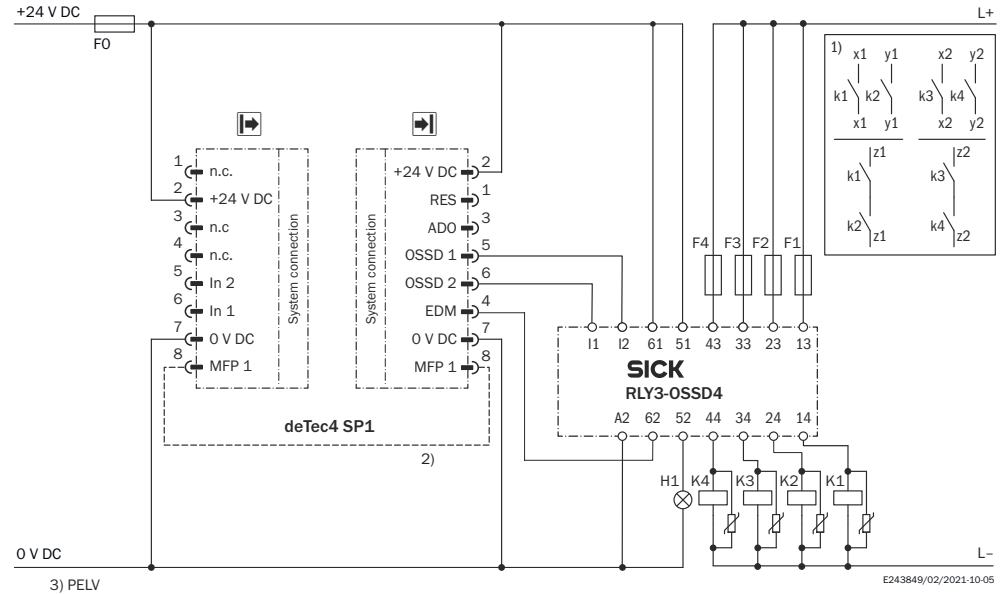 +24 V DC
L+
F0
1)
x1 y1 x2 y2
k1 k2 k3 k4
x1 y1 x2 y2
z1 z2
k1 k3
k2 k4
z1 z2
1 n.c.
2 +24 V DC
3 n.c
4 n.c.
5 In 2
6 In 1
7 0 V DC
8 MFP 1
System connection
System connection
+24 V DC 2
RES 1
ADO 3
OSSD 1 5
OSSD 2 6
EDM 4
0 V DC 7
MFP 1 8
deTec4 SP1
2)
F4 F3 F2 F1
I1 I2 61 51 43 33 23 13
SICK
RLY3-OSSD4
A2 62 52 44 34 24 14
H1 K4 K3 K2 K1
0 V DC
L–
3) PELV
E243849/02/2021-10-05